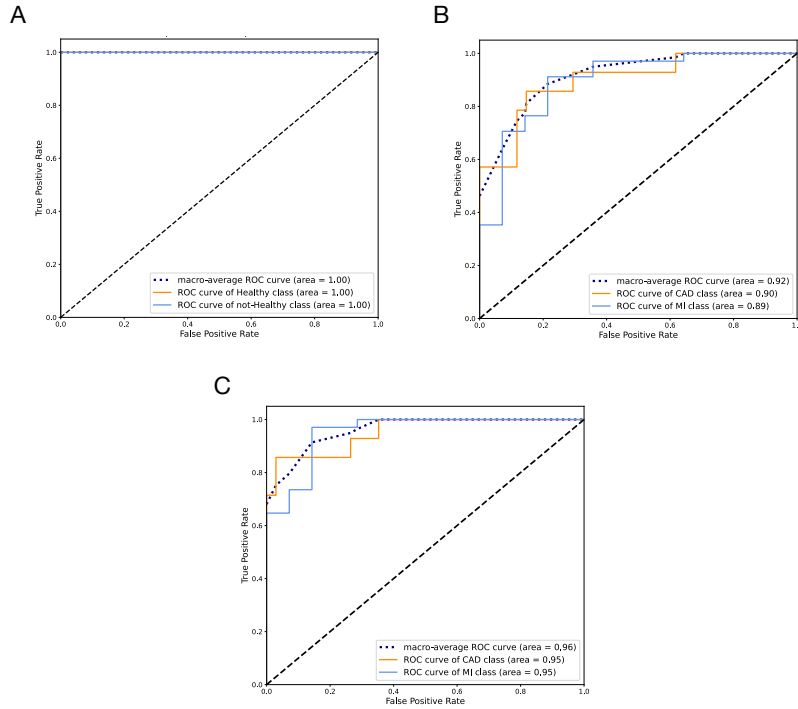 A
1.0
0.8
0.6
0.4
0.2
0.0
True Positive Rate
0.0 0.2 0.4 0.6 0.8 1.0
False Positive Rate
macro-average ROC curve (area = 1.00)
ROC curve of Healthy class (area = 1.00)
ROC curve of not-Healthy class (area = 1.00)
B
1.0
0.8
0.6
0.4
0.2
0.0
True Positive Rate
0.0 0.2 0.4 0.6 0.8 1.0
False Positive Rate
macro-average ROC curve (area = 0.92)
ROC curve of CAD class (area = 0.90)
ROC curve of MI class (area = 0.89)
C
1.0
0.8
0.6
0.4
0.2
0.0
True Positive Rate
0.0 0.2 0.4 0.6 0.8 1.0
False Positive Rate
macro-average ROC curve (area = 0,96)
ROC curve of CAD class (area = 0,95)
ROC curve of MI class (area = 0,95)